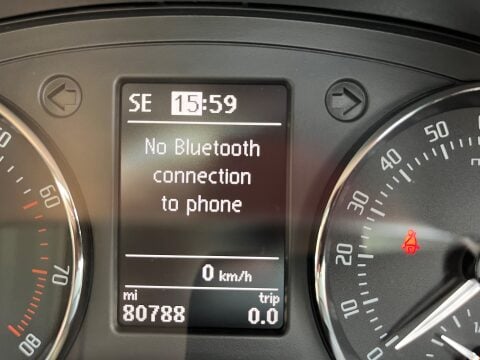 SE 15:59
No Bluetooth
connection
to phone
0 km/h
mi trip
80788 0.0
60
70
80
0
10
20
30
40
50